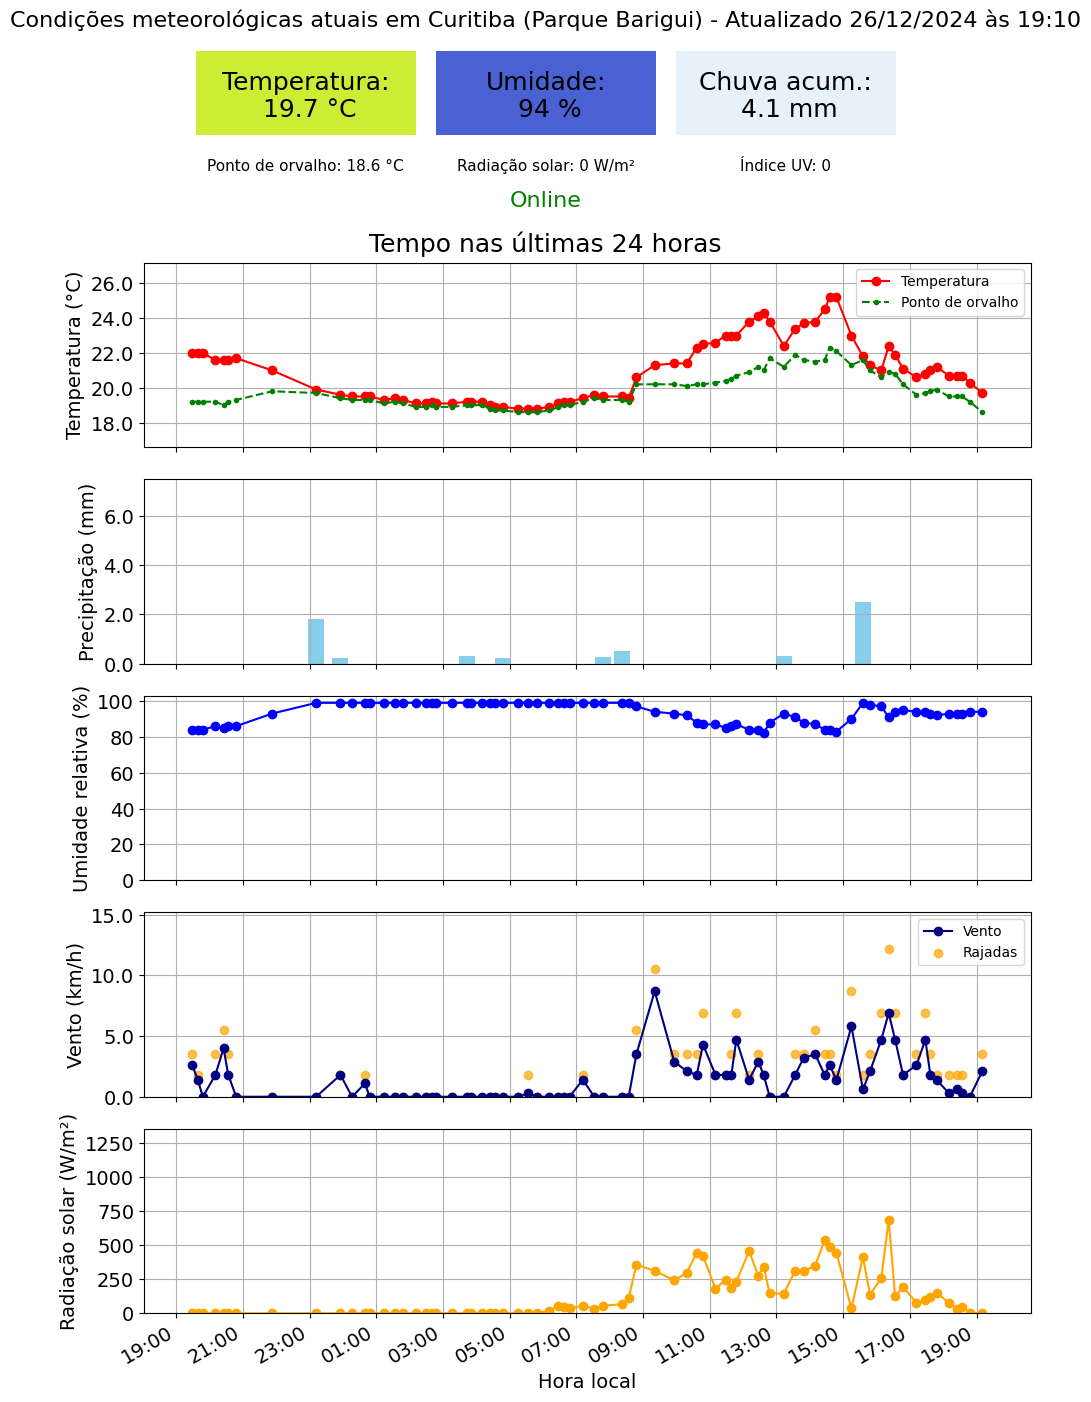 Condições meteorológicas atuais em Curitiba (Parque Barigui) - Atualizado 26/12/2024 às 19:10
Temperatura:
19.7 °C
Umidade:
94 %
Chuva acum.:
4.1 mm
Ponto de orvalho: 18.6 °C
Radiação solar: 0 W/m²
Índice UV: 0
Online
Tempo nas últimas 24 horas
Temperatura (°C)
26.0
24.0
22.0
20.0
18.0
Temperatura
Ponto de orvalho
Precipitação (mm)
6.0
4.0
2.0
0.0
Umidade relativa (%)
100
80
60
40
20
0
Vento (km/h)
15.0
10.0
5.0
0.0
Vento
Rajadas
Radiação solar (W/m²)
1250
1000
750
500
250
0
19:00
21:00
23:00
01:00
03:00
05:00
07:00
09:00
11:00
13:00
15:00
17:00
19:00
Hora local